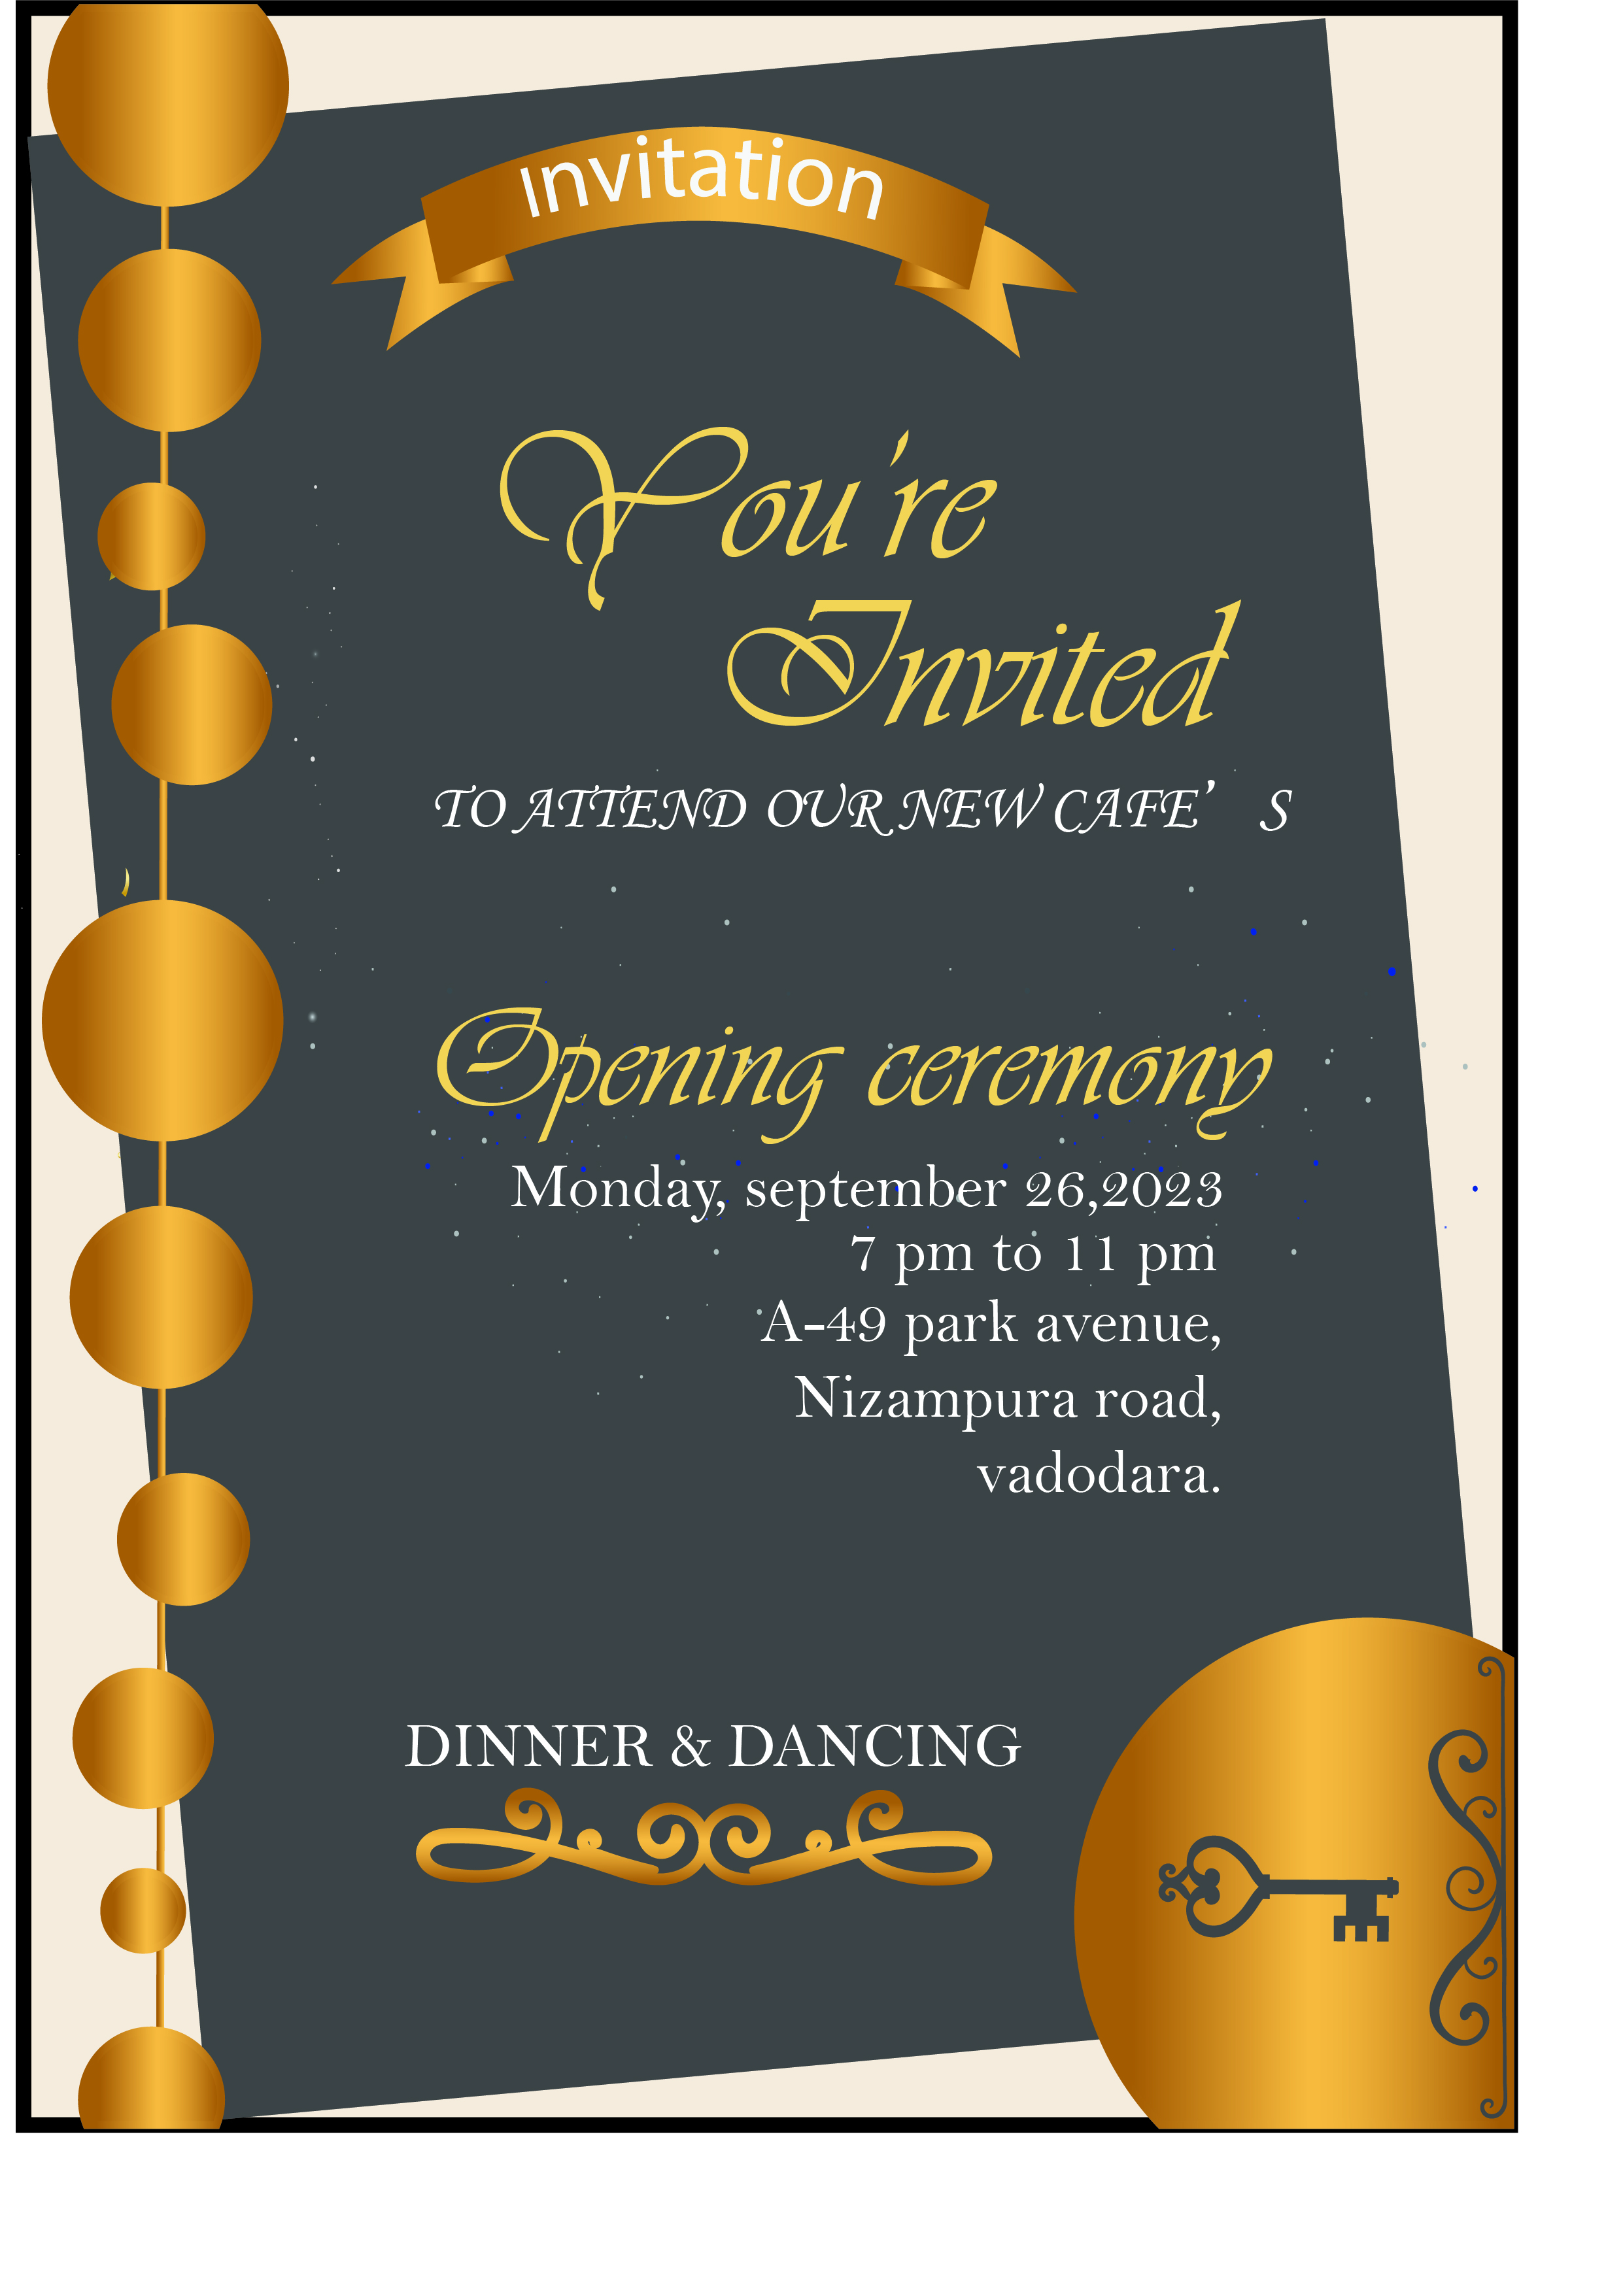 Invitation
You're
Invited
TO ATTEND OUR NEW CAFE’ S
Opening ceremony
Monday, september 26,2023
7 pm to 11 pm
A-49 park avenue,
Nizampura road,
vadodara.
DINNER & DANCING